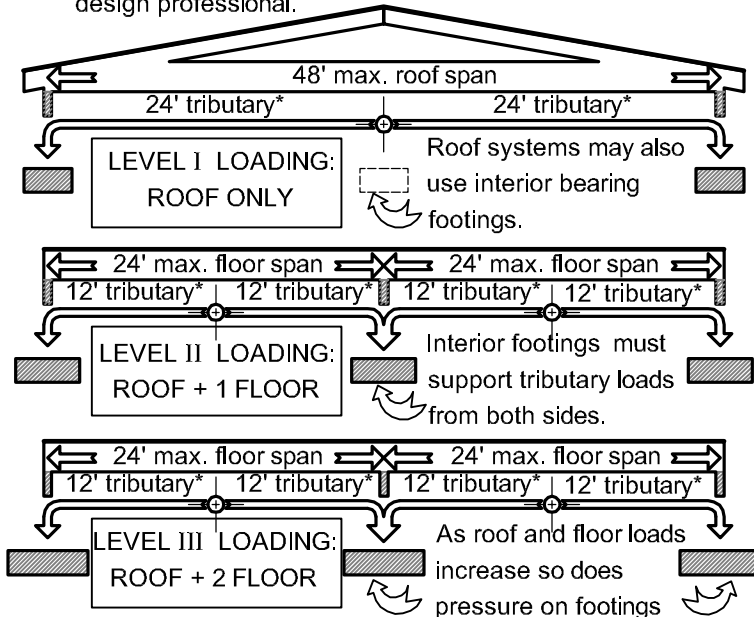 design professional.
48' max. roof span
24' tributary* 24' tributary*
LEVEL I LOADING:
ROOF ONLY
Roof systems may also
use interior bearing
footings.
24' max. floor span 24' max. floor span
12' tributary* 12' tributary* 12' tributary* 12' tributary*
LEVEL II LOADING:
ROOF + 1 FLOOR
Interior footings must
support tributary loads
from both sides.
24' max. floor span 24' max. floor span
12' tributary* 12' tributary* 12' tributary* 12' tributary*
LEVEL III LOADING:
ROOF + 2 FLOOR
As roof and floor loads
increase so does
pressure on footings